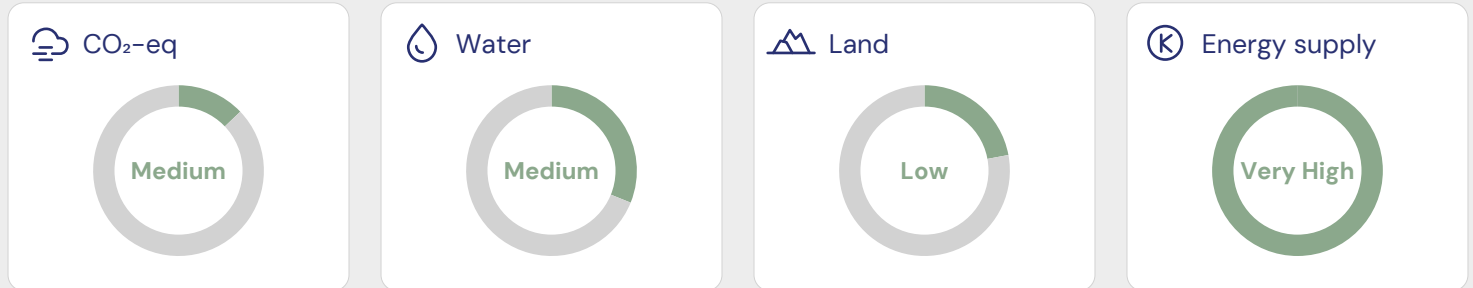 CO₂-eq
Medium
Water
Medium
Land
Low
Energy supply
Very High